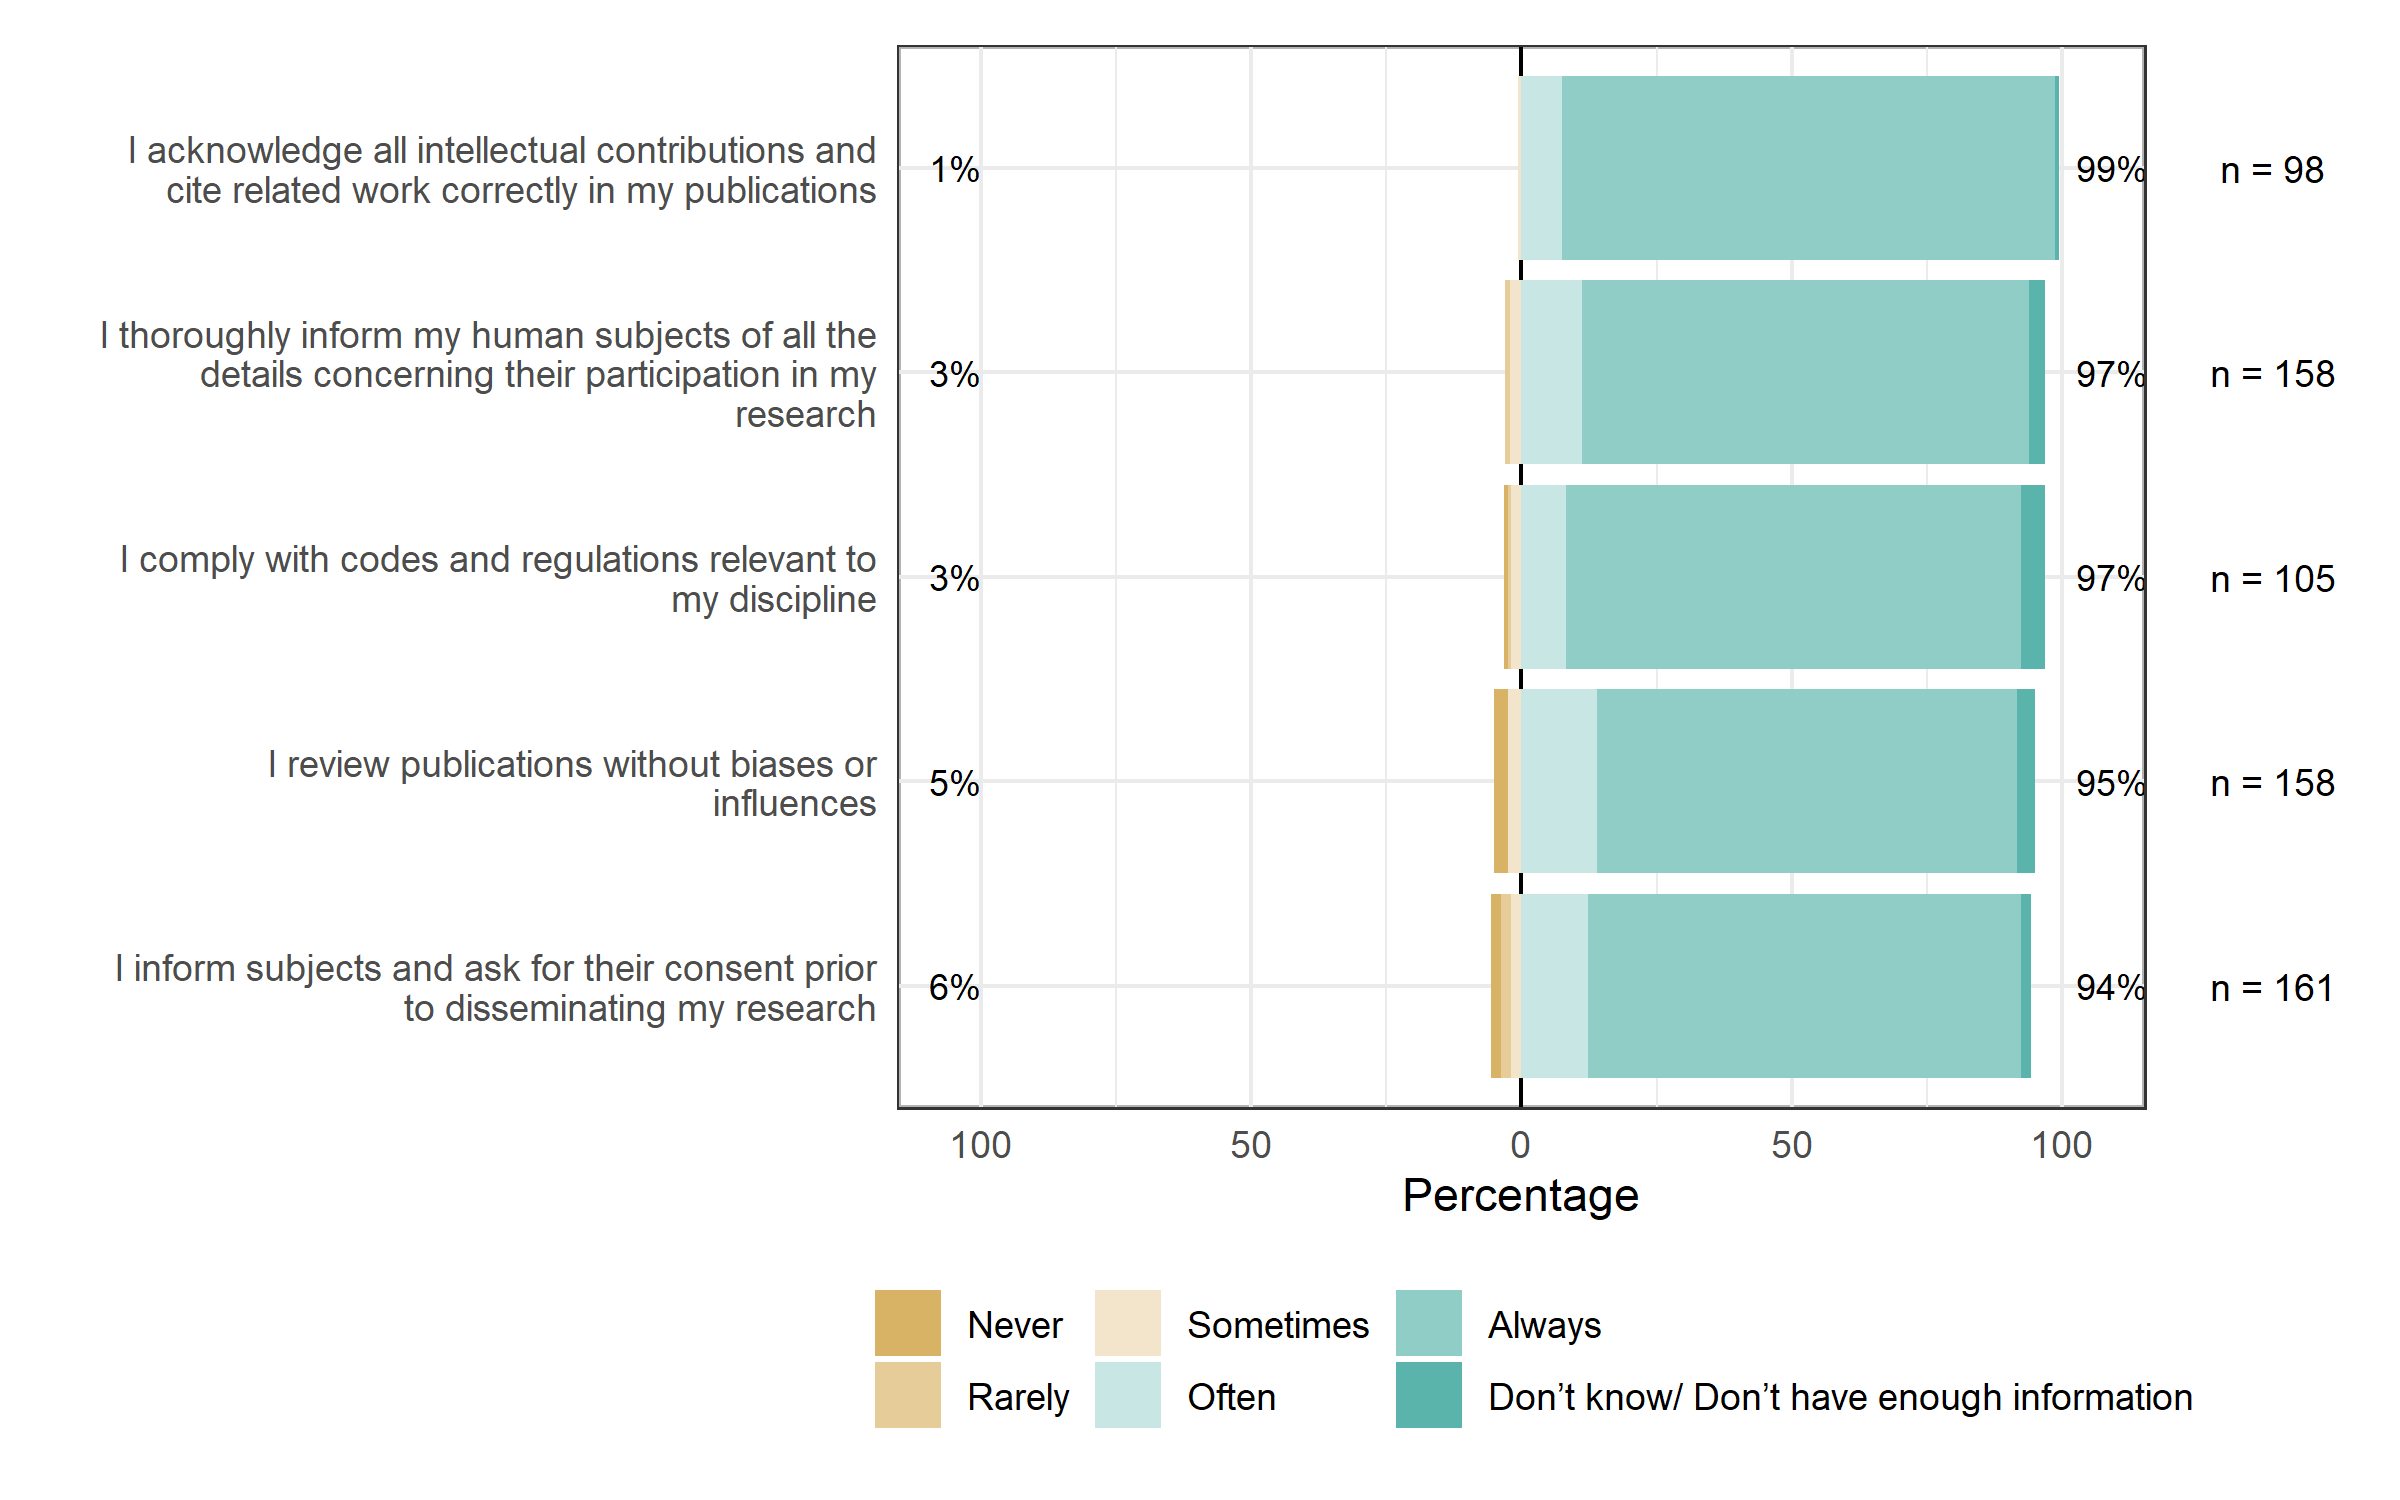 I acknowledge all intellectual contributions and
cite related work correctly in my publications
1%
99%
n = 98
I thoroughly inform my human subjects of all the
details concerning their participation in my
research
3%
97%
n = 158
I comply with codes and regulations relevant to
my discipline
3%
97%
n = 105
I review publications without biases or
influences
5%
95%
n = 158
I inform subjects and ask for their consent prior
to disseminating my research
6%
94%
n = 161
100 50 0 50 100
Percentage
Never Sometimes Always
Rarely Often Don’t know/ Don’t have enough information